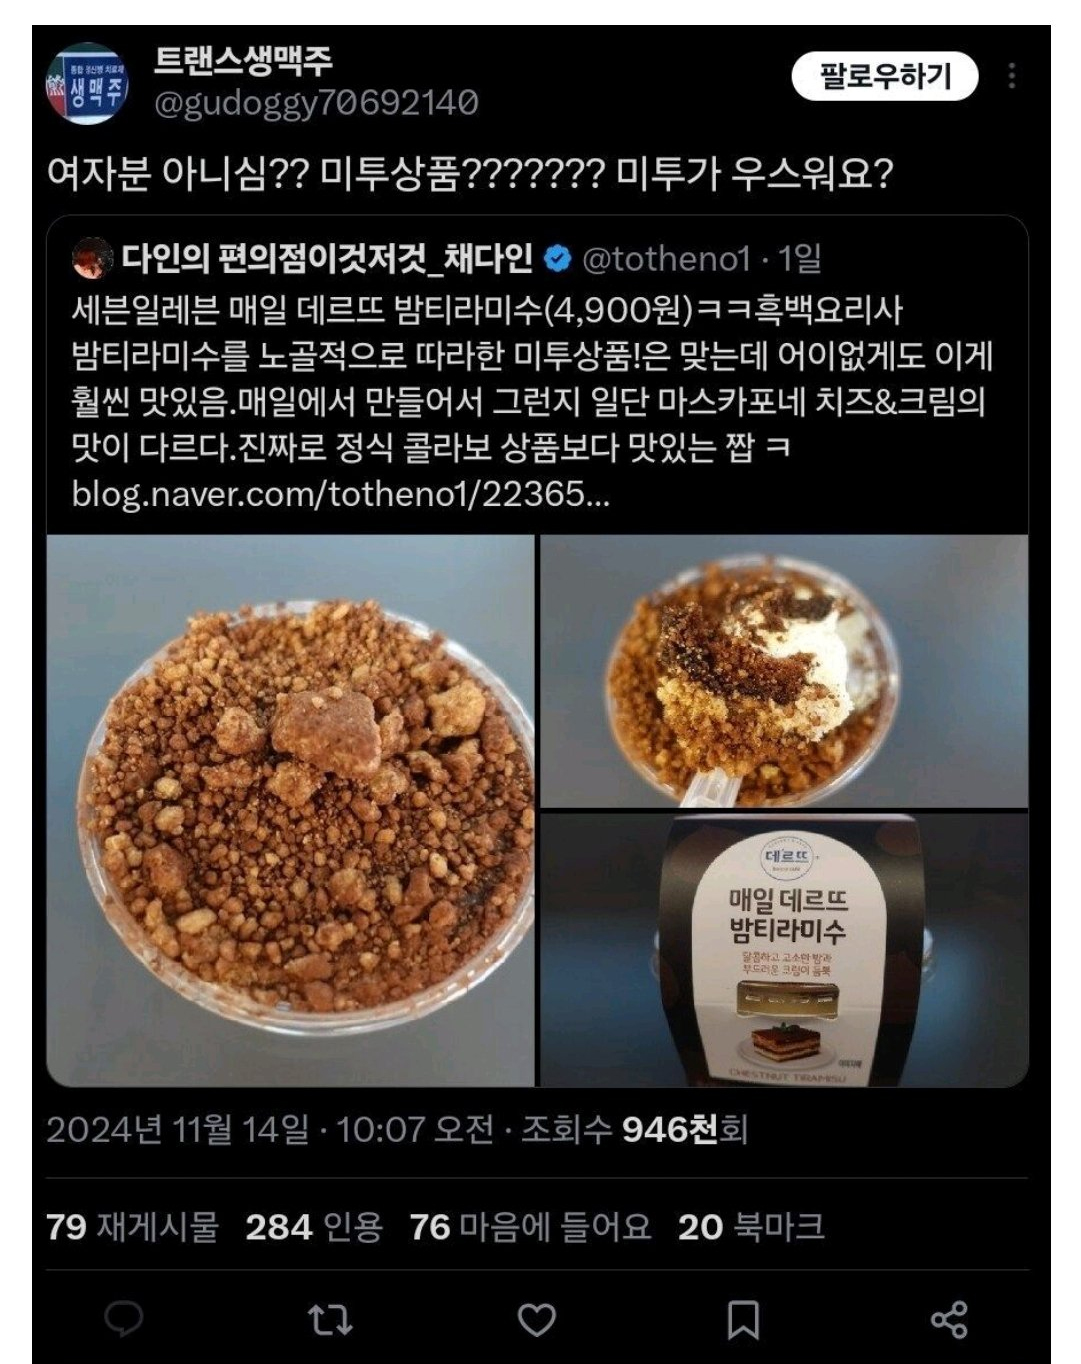 통합 정신병 치료제
생맥주
트랜스생맥주
@gudoggy70692140
팔로우하기
여자분 아니심?? 미투상품??????? 미투가 우스워요?
다인의 편의점이것저것_채다인 @totheno1 · 1일
세븐일레븐 매일 데르뜨 밤티라미수(4,900원)ㅋㅋ흑백요리사
밤티라미수를 노골적으로 따라한 미투상품!은 맞는데 어이없게도 이게
훨씬 맛있음.매일에서 만들어서 그런지 일단 마스카포네 치즈&크림의
맛이 다르다.진짜로 정식 콜라보 상품보다 맛있는 짭 ㅋ
blog.naver.com/totheno1/22365...
데르뜨
매일 데르뜨
밤티라미수
달콤하고 고소한 밤과
부드러운 크림이 듬뿍
CHESTNUT TIRAMISU
2024년 11월 14일 · 10:07 오전 · 조회수 946천회
79 재게시물 284 인용 76 마음에 들어요 20 북마크